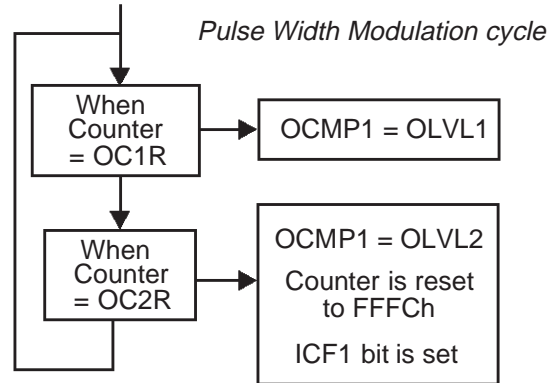 Pulse Width Modulation cycle
When
Counter
= OC1R
OCMP1 = OLVL1
When
Counter
= OC2R
OCMP1 = OLVL2
Counter is reset
to FFFCh
ICF1 bit is set